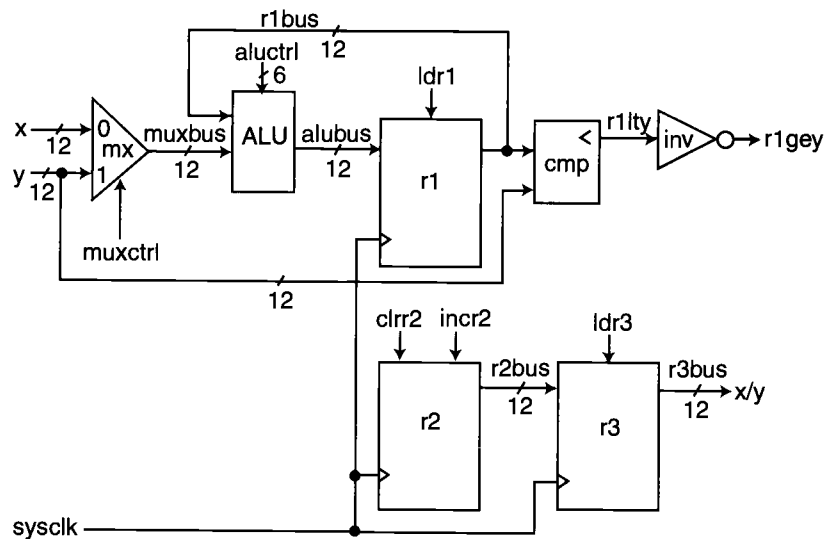 r1bus
12
aluctrl
6
ldr1
x
12
0
mx
muxbus
12
ALU
alubus
12
r1
<
cmp
r1lty
inv
r1gey
y
12
1
muxctrl
12
clrr2
incr2
ldr3
r2bus
12
r3bus
12
x/y
r2
r3
sysclk